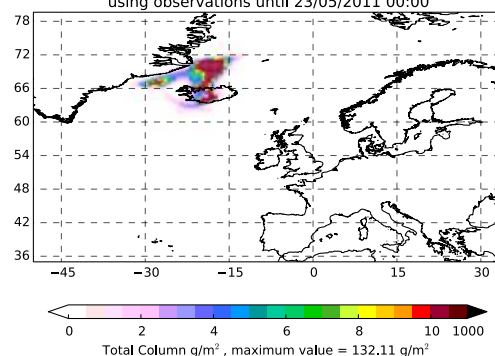 using observations until 23/05/2011 00:00
78
72
66
60
54
48
42
36
−45 −30 −15 0 15 30
0 2 4 6 8 10 1000
Total Column g/m² , maximum value = 132.11 g/m²